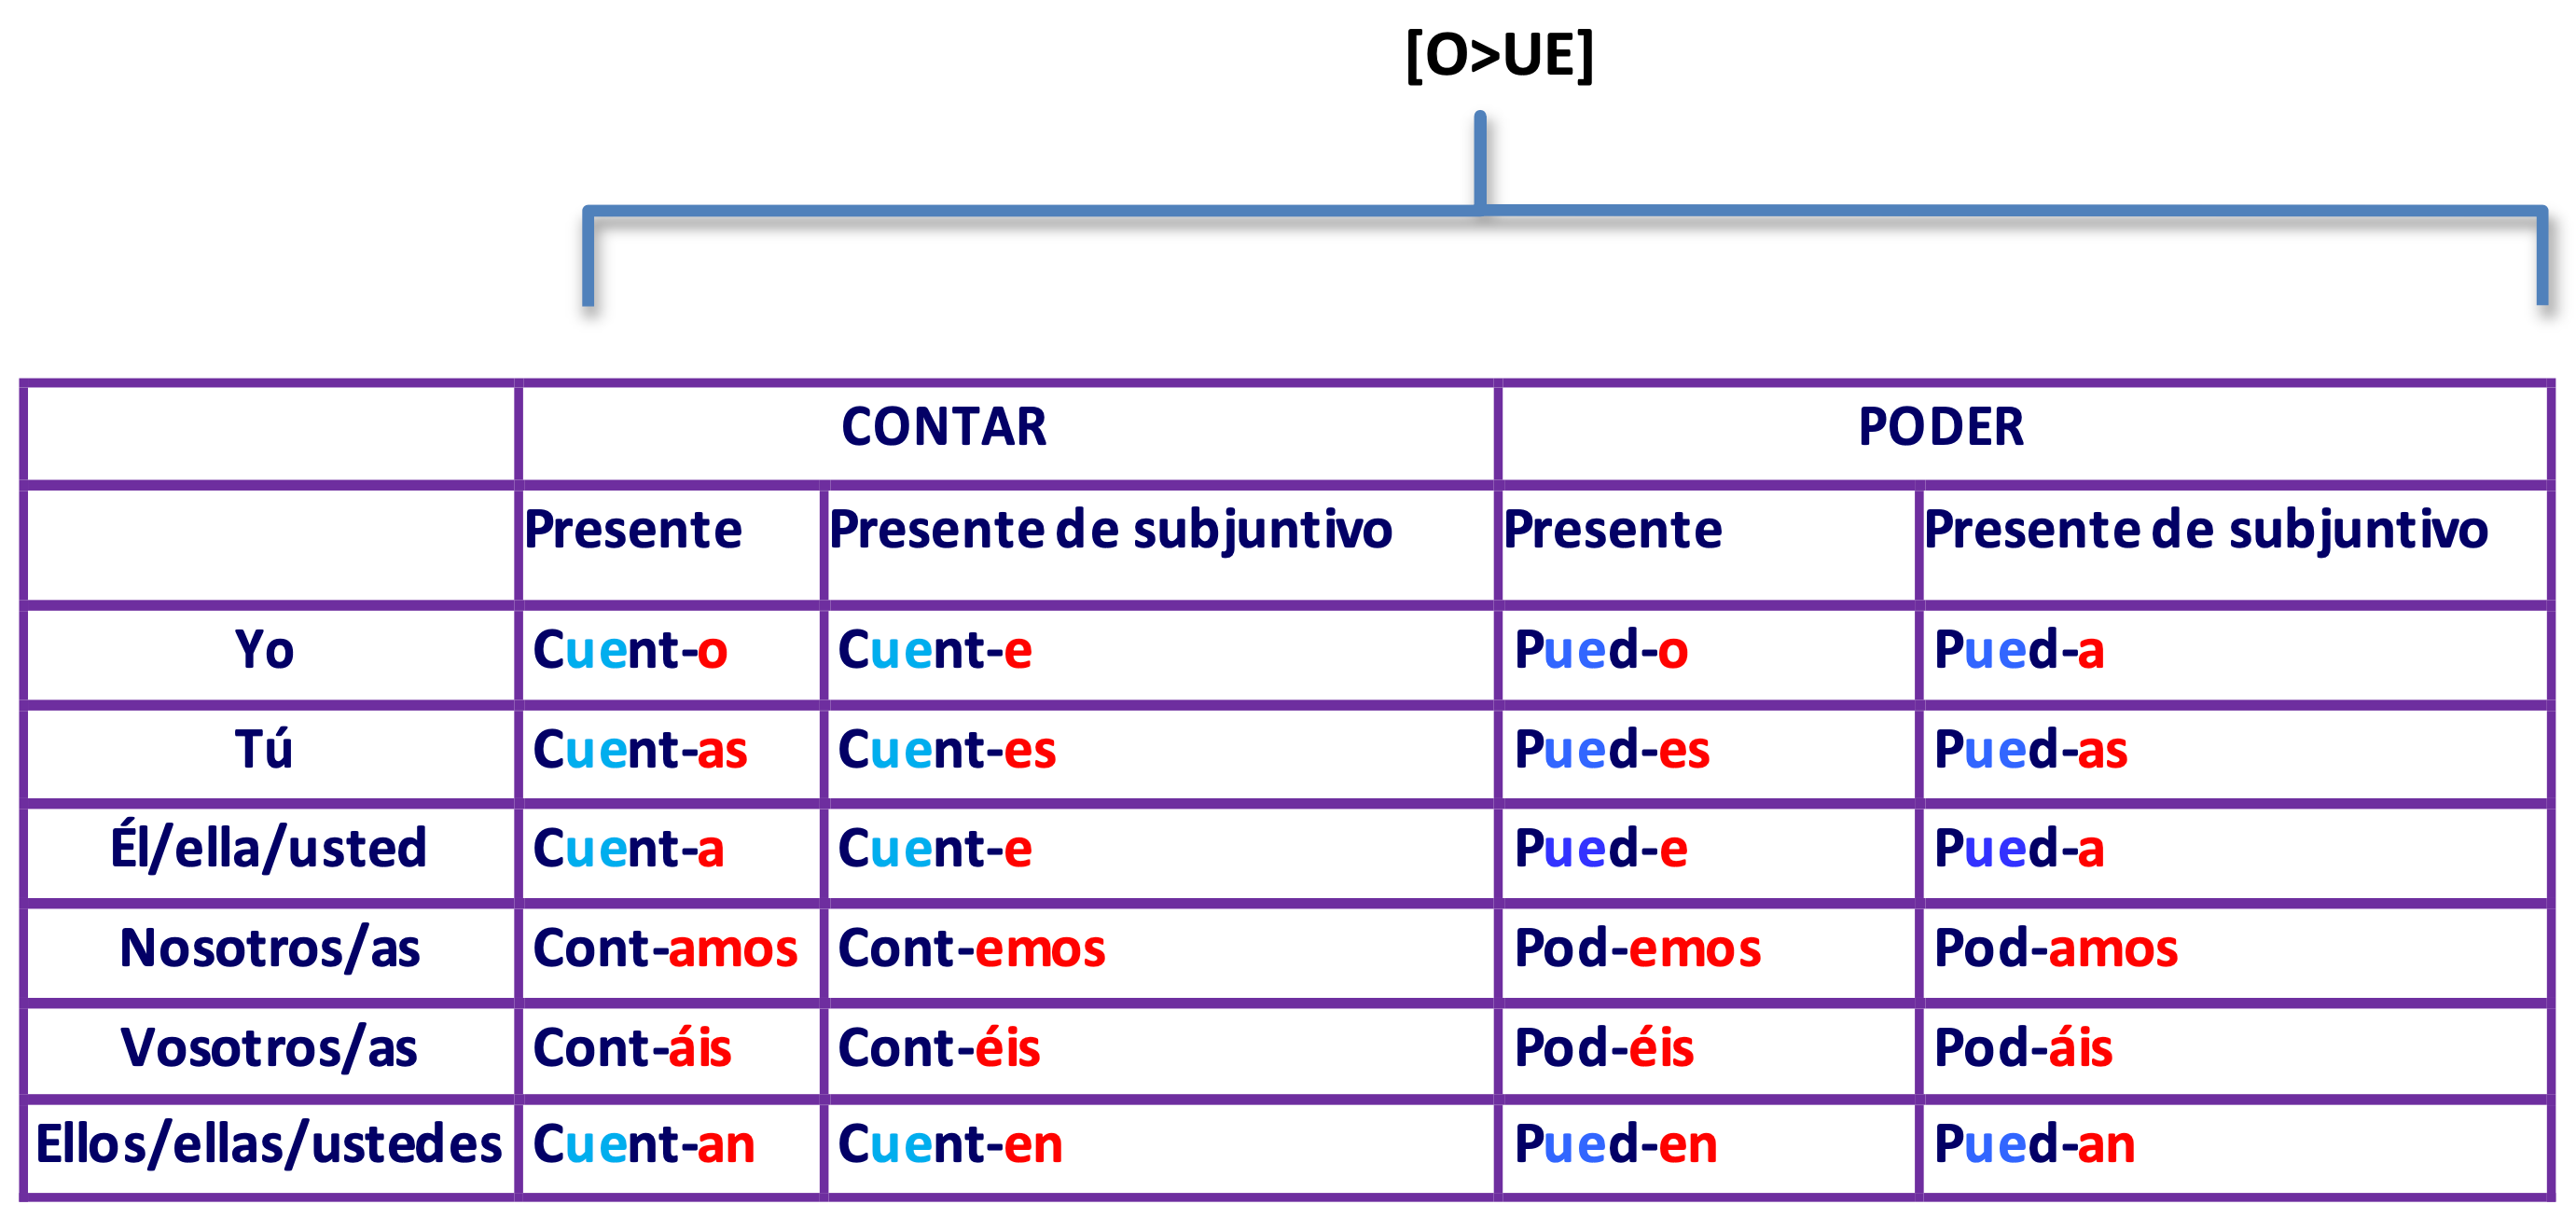 [O>UE]
CONTAR PODER
Presente Presente de subjuntivo Presente Presente de subjuntivo
Yo Cuent-o Cuent-e Pued-o Pued-a
Tú Cuent-as Cuent-es Pued-es Pued-as
Él/ella/usted Cuent-a Cuent-e Pued-e Pued-a
Nosotros/as Cont-amos Cont-emos Pod-emos Pod-amos
Vosotros/as Cont-áis Cont-éis Pod-éis Pod-áis
Ellos/ellas/ustedes Cuent-an Cuent-en Pued-en Pued-an